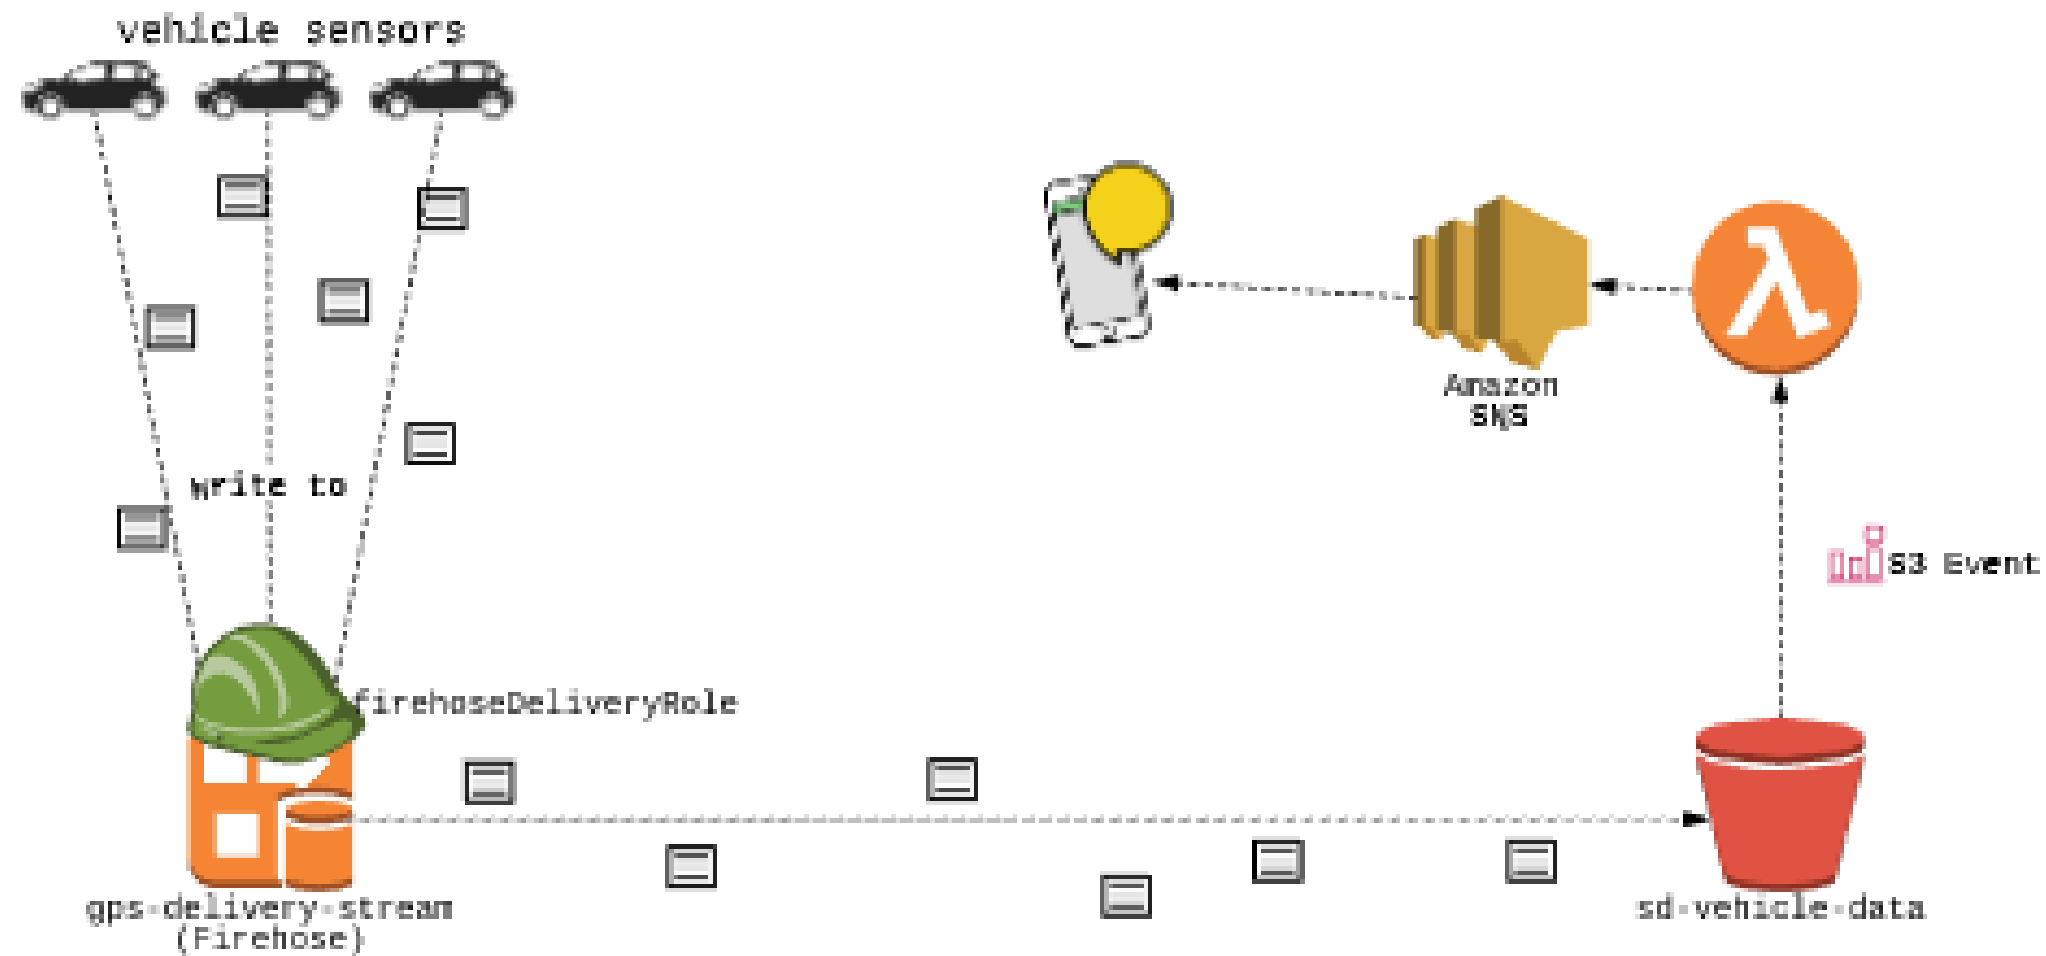 vehicle sensors
write to
Amazon
SNS
S3 Event
firehoseDeliveryRole
gps-delivery-stream
(Firehose)
sd-vehicle-data